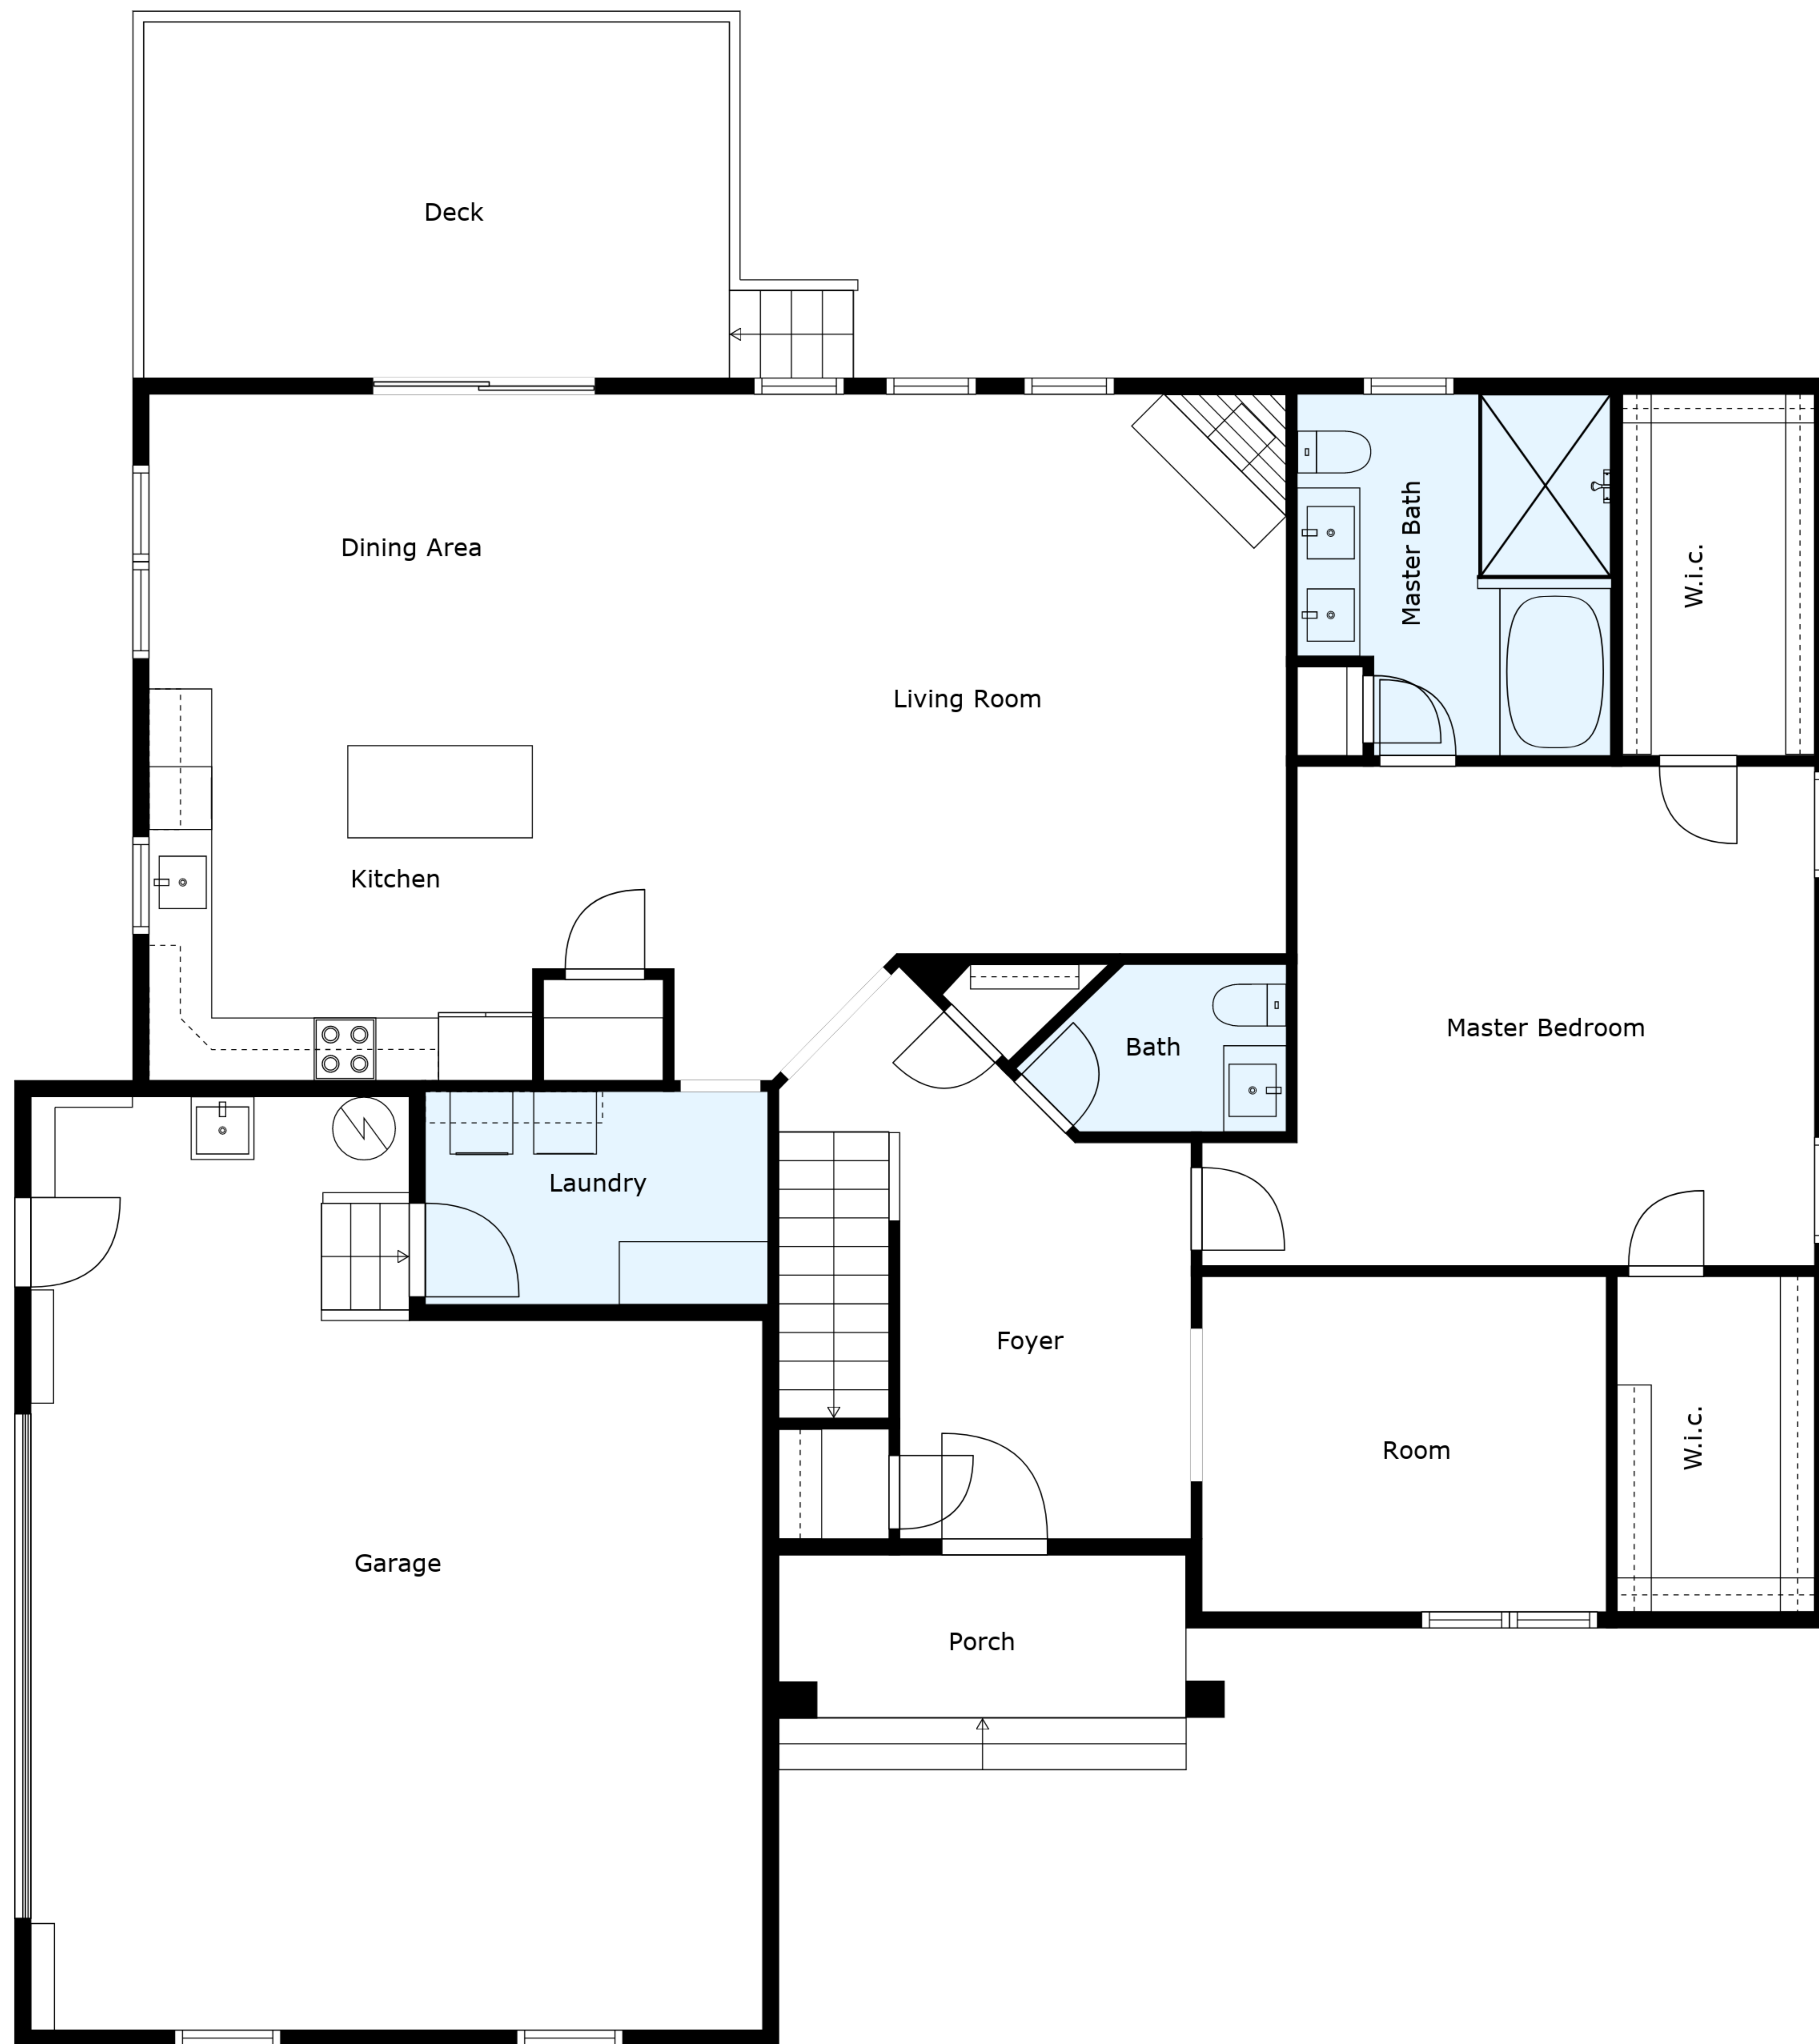 Deck
Dining Area
Master Bath
W.i.c.
Living Room
Kitchen
Master Bedroom
Bath
Laundry
Foyer
Room
W.i.c.
Garage
Porch